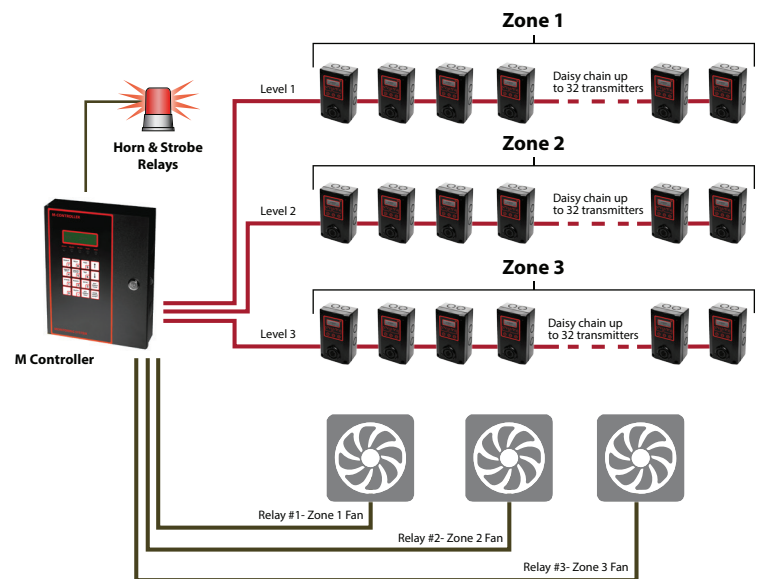 Zone 1
Level 1
Daisy chain up
to 32 transmitters
Horn & Strobe
Relays
Zone 2
Level 2
Daisy chain up
to 32 transmitters
M-CONTROLLER
Zone 3
Level 3
Daisy chain up
to 32 transmitters
M Controller
Relay #1- Zone 1 Fan
Relay #2- Zone 2 Fan
Relay #3- Zone 3 Fan